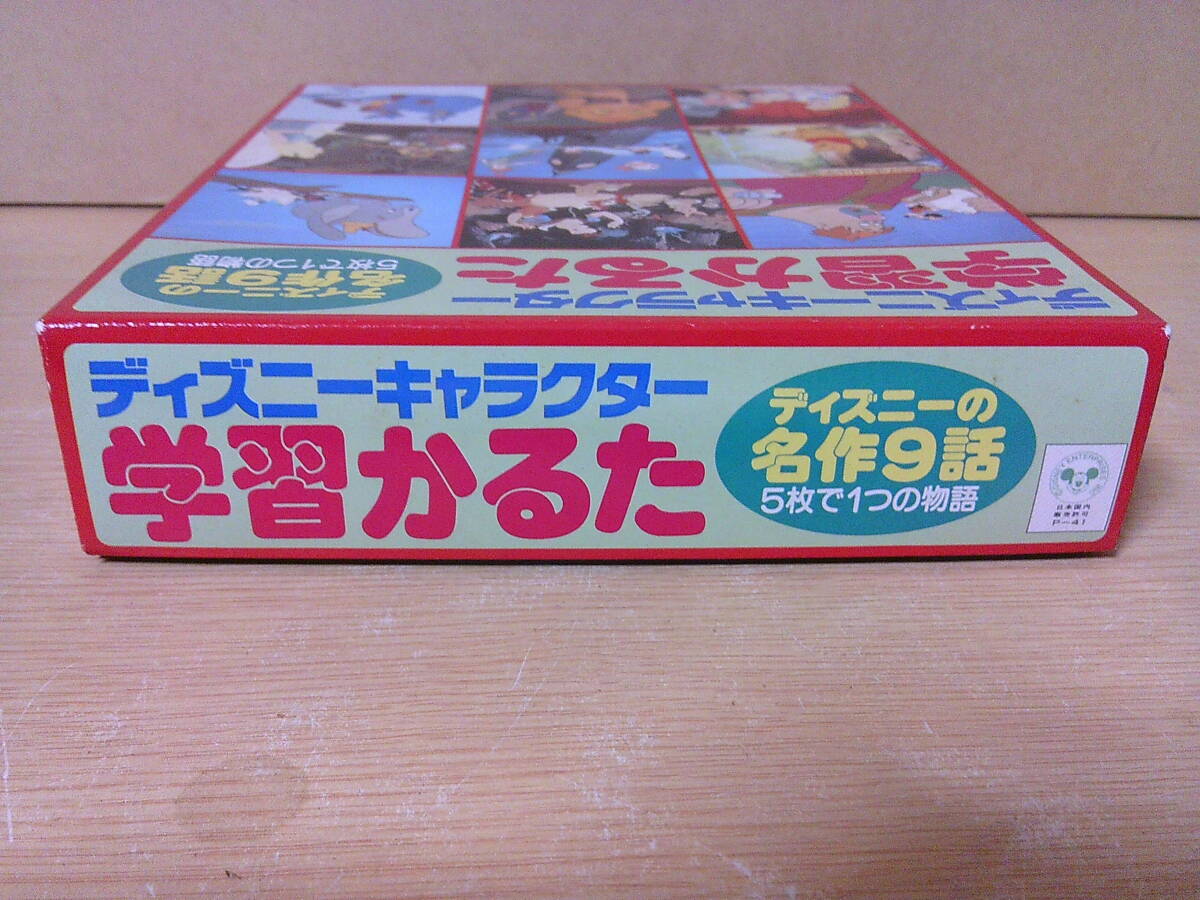 ディズニーキャラクター
学習かるた
ディズニーの
名作9話
5枚で1つの物語
ディズニーキャラクター
学習かるた
ディズニーの
名作9話
5枚で1つの物語
日本国内
販売許可
P-41